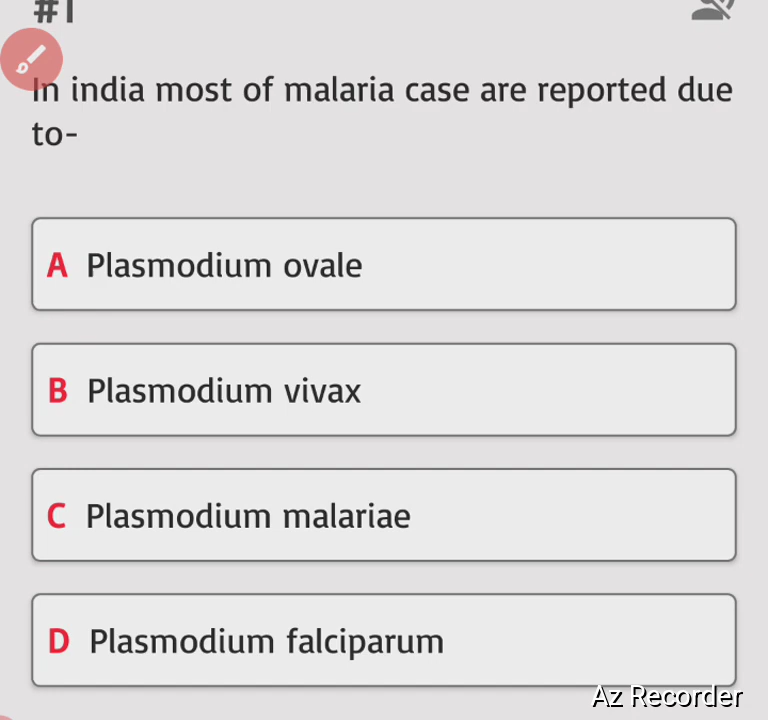 #1
In india most of malaria case are reported due
to-
A Plasmodium ovale
B Plasmodium vivax
C Plasmodium malariae
D Plasmodium falciparum
Az Recorder